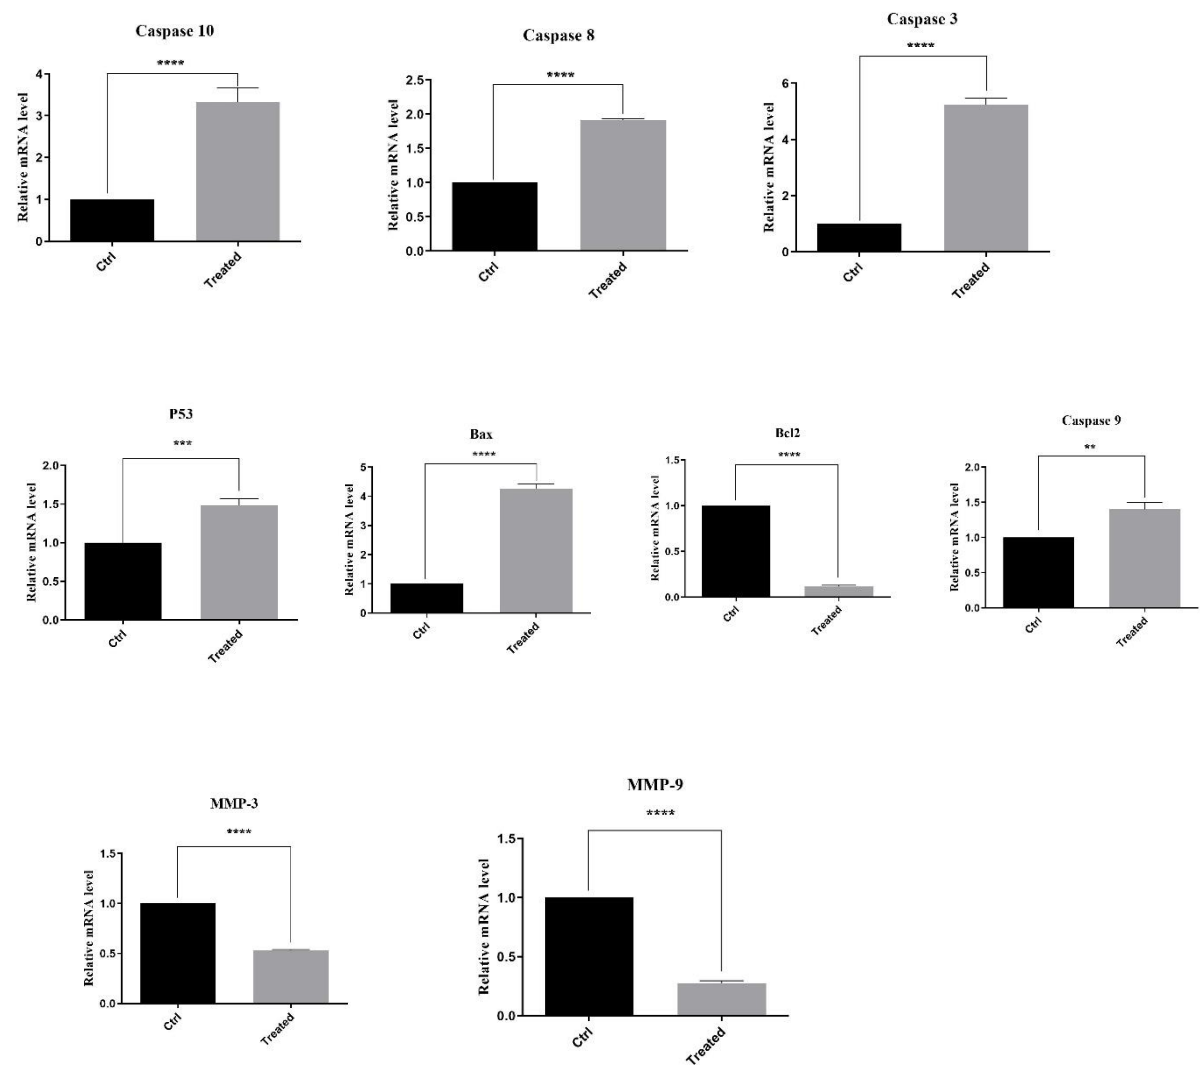 Caspase 10
****
Relative mRNA level
4
3
2
1
0
Ctrl
Treated
Caspase 8
****
Relative mRNA level
2.5
2.0
1.5
1.0
0.5
0.0
Ctrl
Treated
Caspase 3
****
Relative mRNA level
6
4
2
0
Ctrl
Treated
P53
***
Relative mRNA level
2.0
1.5
1.0
0.5
0.0
Ctrl
Treated
Bax
****
Relative mRNA level
5
4
3
2
1
0
Ctrl
Treated
Bcl2
****
Relative mRNA level
1.5
1.0
0.5
0.0
Ctrl
Treated
Caspase 9
**
Relative mRNA level
2.0
1.5
1.0
0.5
0.0
Ctrl
Treated
MMP-3
****
Relative mRNA level
1.5
1.0
0.5
0.0
Ctrl
Treated
MMP-9
****
Relative mRNA level
1.5
1.0
0.5
0.0
Ctrl
Treated